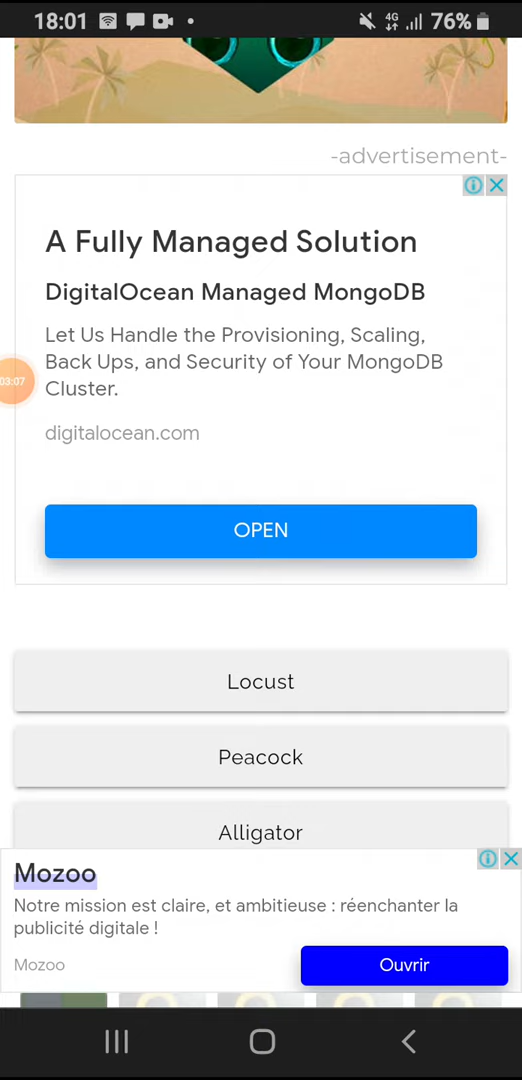 18:01
4G
76%
-advertisement-
A Fully Managed Solution
DigitalOcean Managed MongoDB
Let Us Handle the Provisioning, Scaling,
Back Ups, and Security of Your MongoDB
Cluster.
03:07
digitalocean.com
OPEN
Locust
Peacock
Alligator
Mozoo
Notre mission est claire, et ambitieuse : réenchanter la
publicité digitale !
Mozoo
Ouvrir